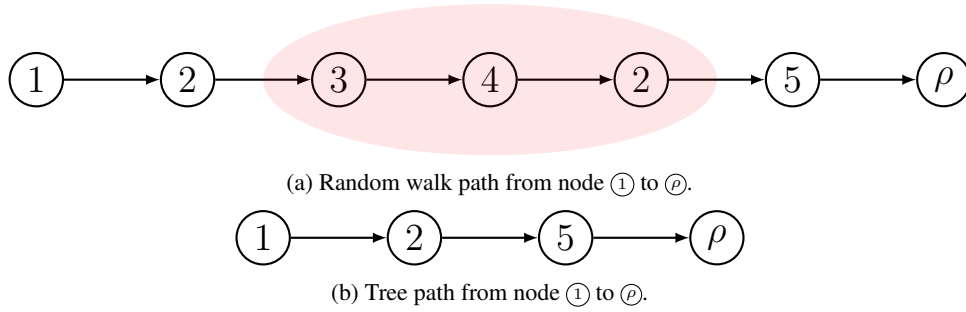 1 2 3 4 2 5 ρ
(a) Random walk path from node ① to ⍴.
1 2 5 ρ
(b) Tree path from node ① to ⍴.